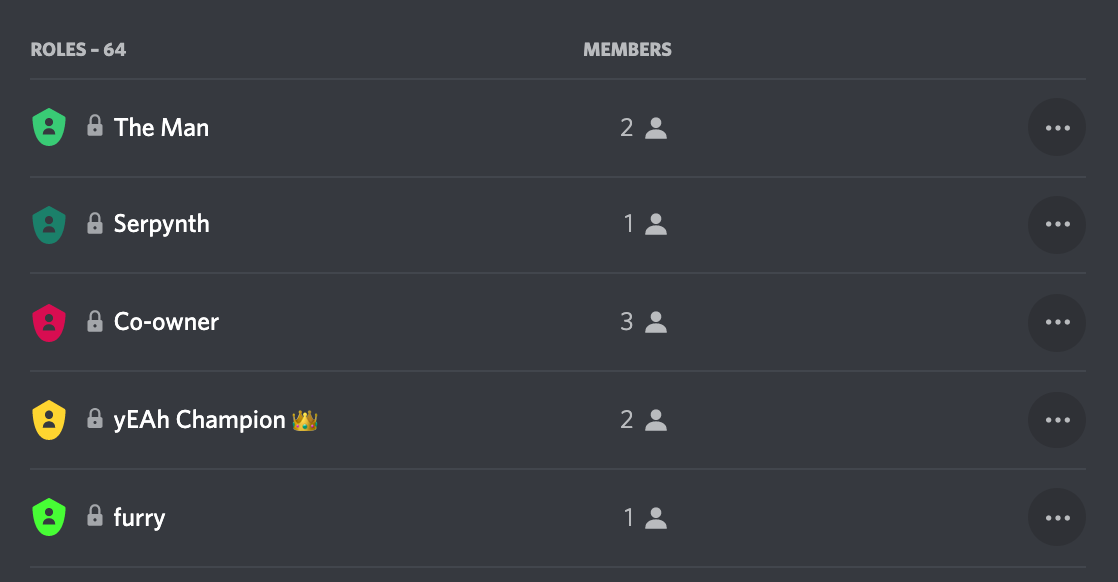 ROLES – 64 MEMBERS
The Man 2
Serpynth 1
Co-owner 3
yEAh Champion 👑 2
furry 1